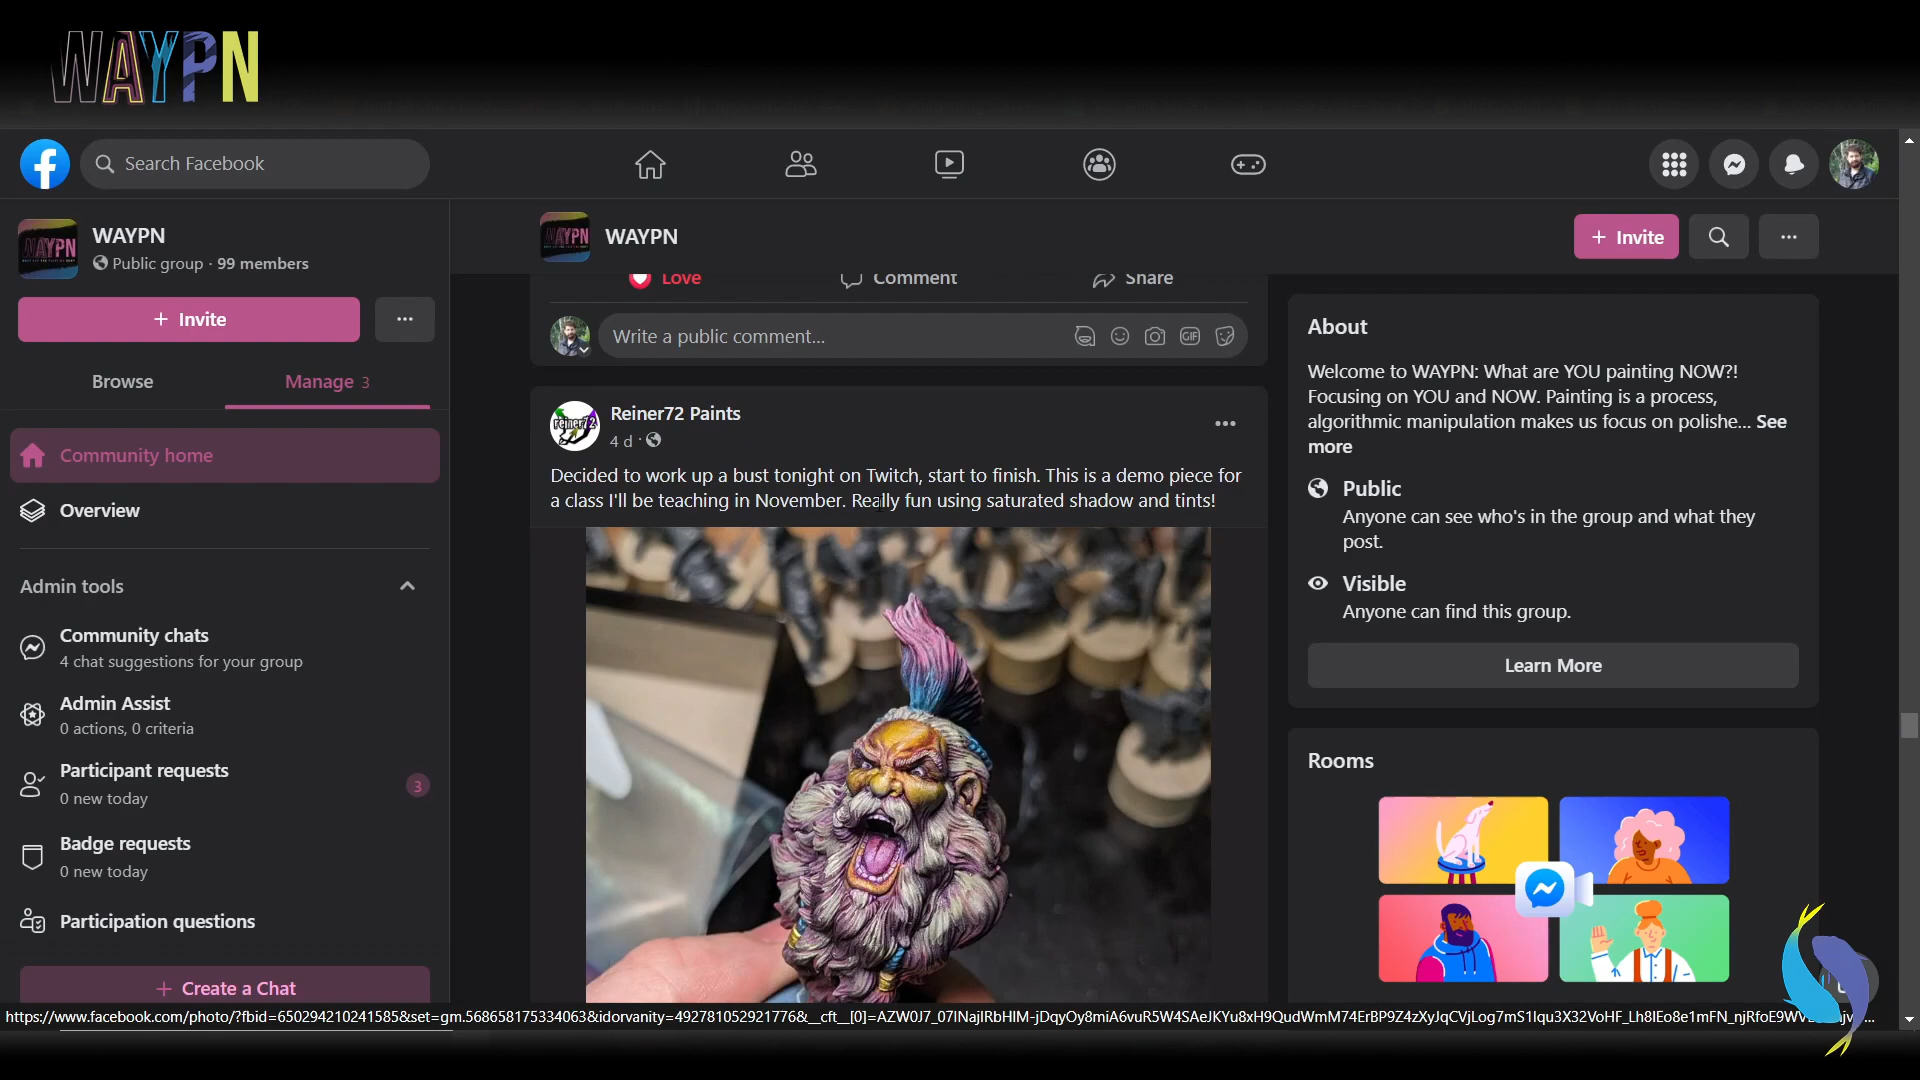 WAYPN
Search Facebook
WAYPN
Public group · 99 members
+ Invite
Browse
Manage 3
Community home
Overview
Admin tools
Community chats
4 chat suggestions for your group
Admin Assist
0 actions, 0 criteria
Participant requests
0 new today
3
Badge requests
0 new today
Participation questions
+ Create a Chat
WAYPN
WAYPN
+ Invite
Love
Comment
Share
Write a public comment...
GIF
reiner72
Reiner72 Paints
4 d ·
Decided to work up a bust tonight on Twitch, start to finish. This is a demo piece for
a class I'll be teaching in November. Really fun using saturated shadow and tints!
About
Welcome to WAYPN: What are YOU painting NOW?!
Focusing on YOU and NOW. Painting is a process,
algorithmic manipulation makes us focus on polishe... See
more
Public
Anyone can see who's in the group and what they
post.
Visible
Anyone can find this group.
Learn More
Rooms